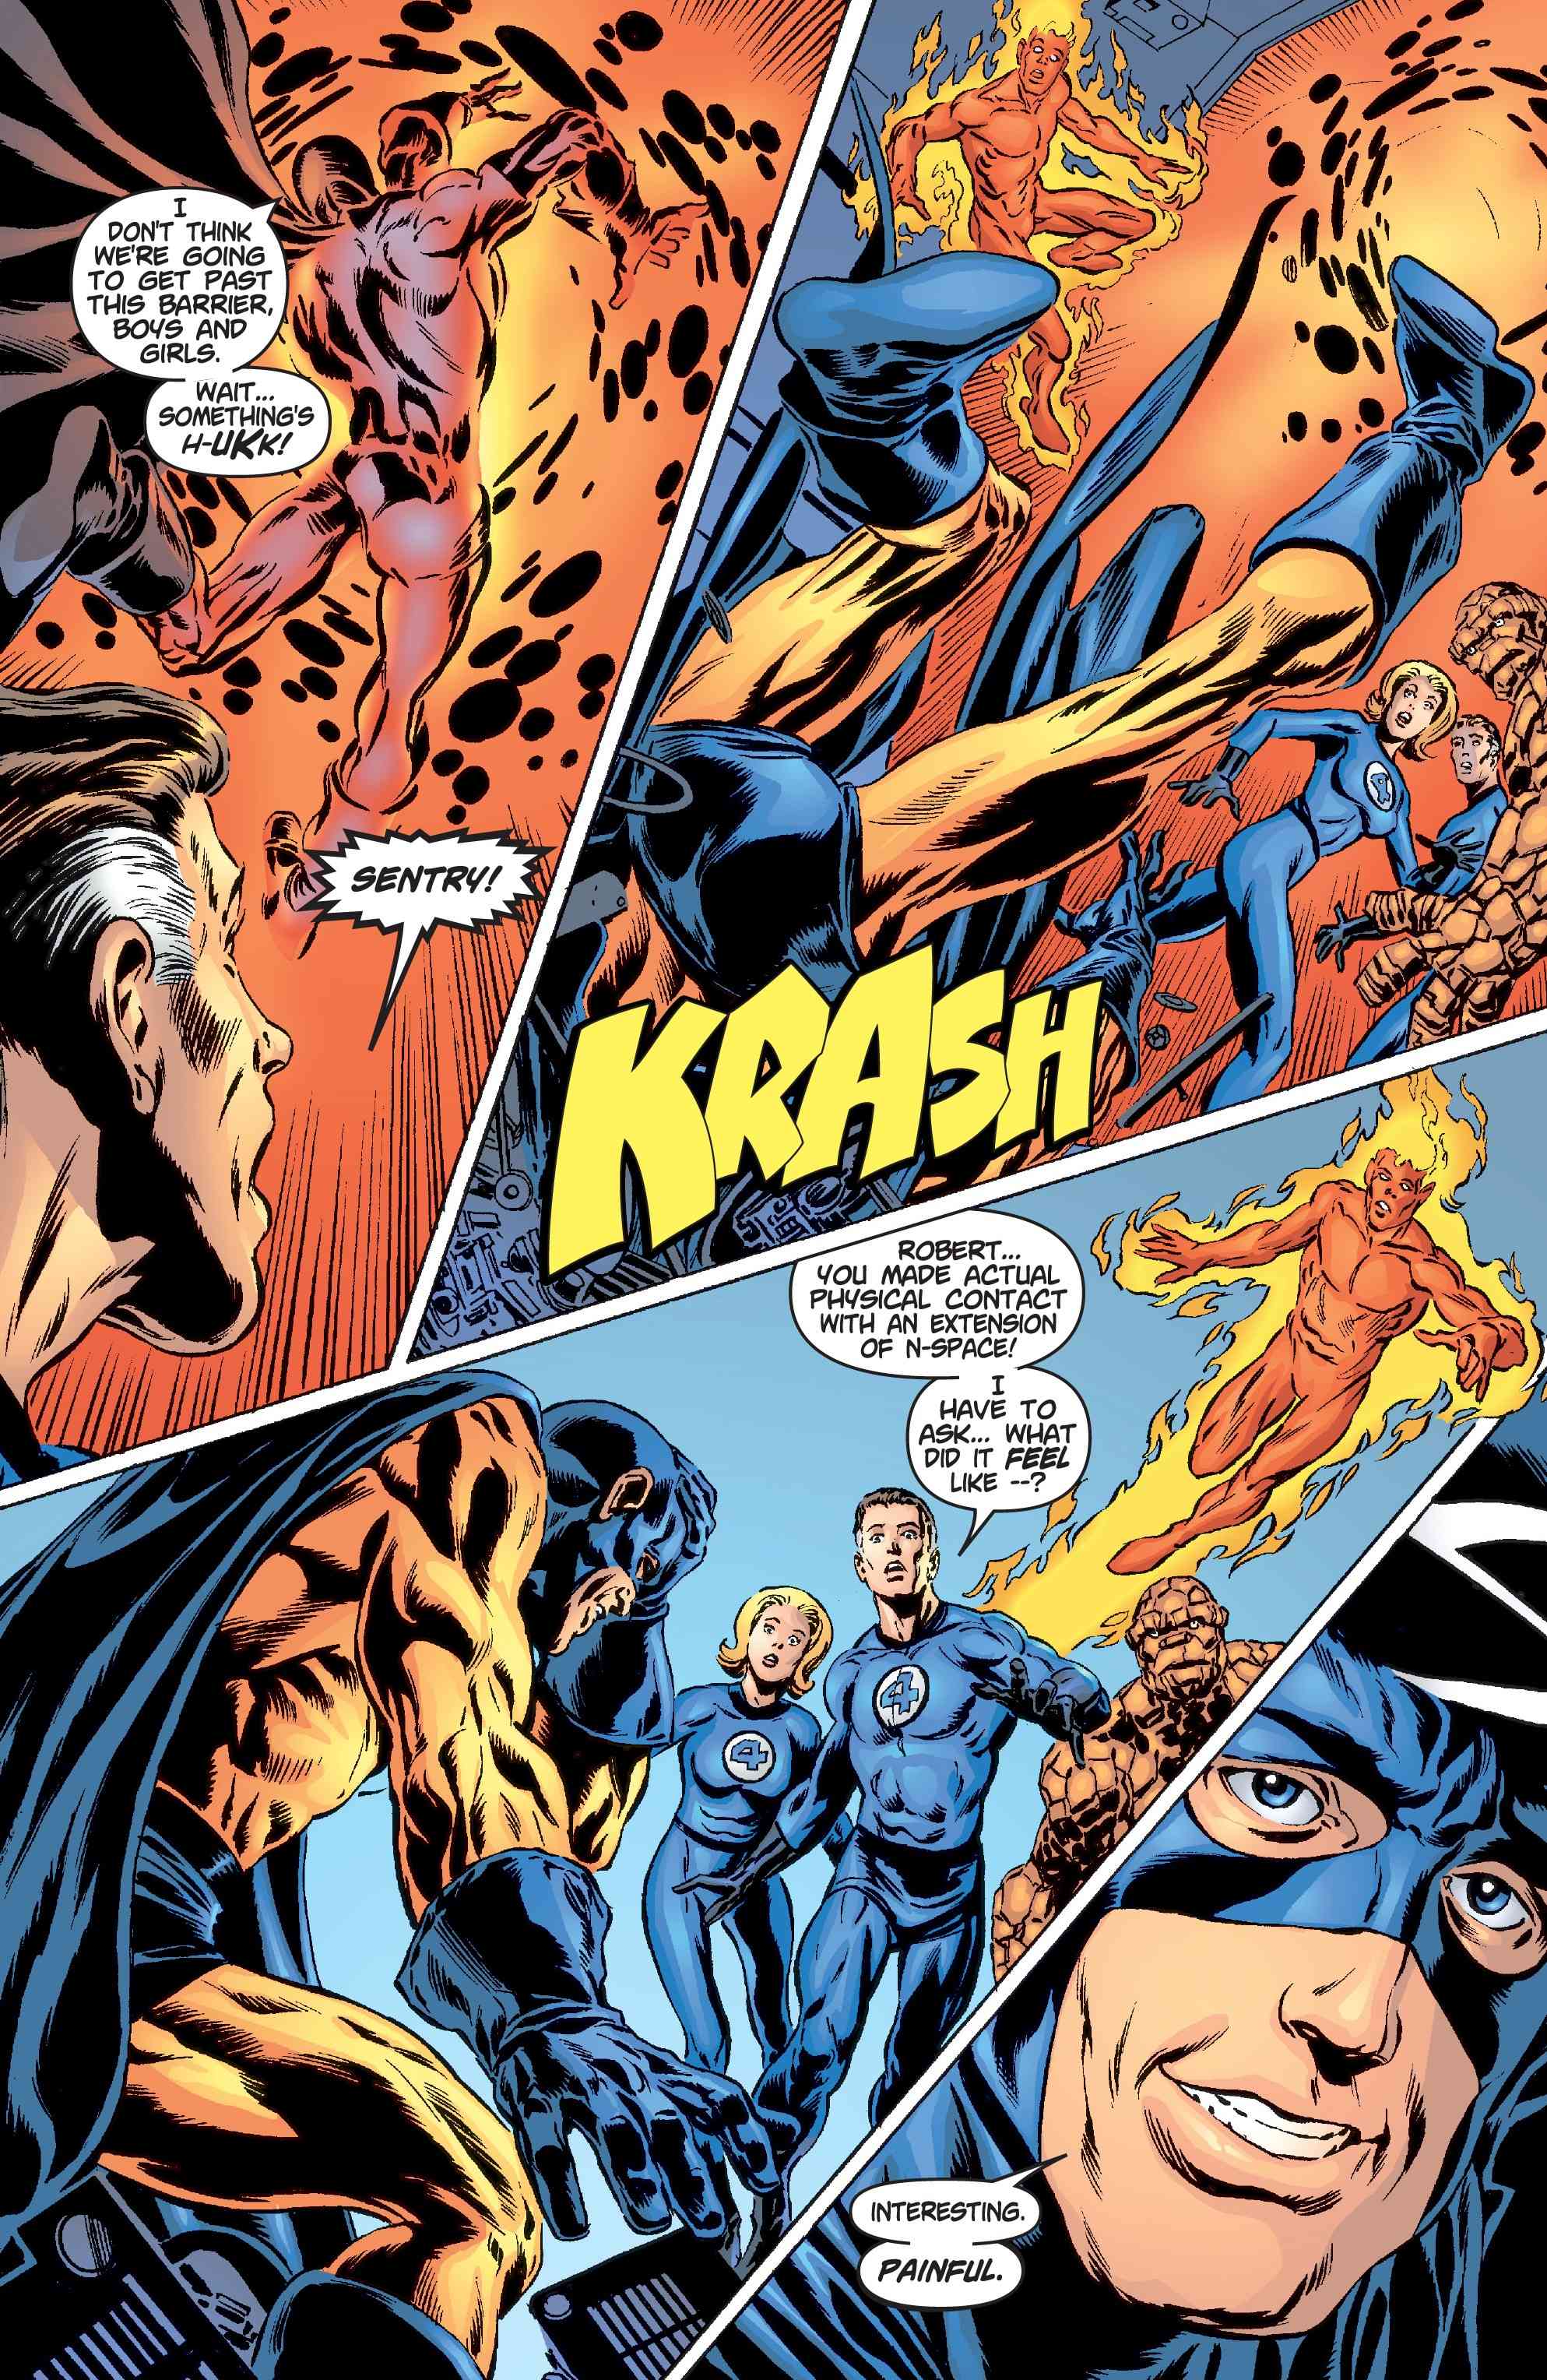 I
DON'T THINK
WE'RE GOING
TO GET PAST
THIS BARRIER,
BOYS AND
GIRLS.
WAIT...
SOMETHING'S
H-UKK!
SENTRY!
KRASH
ROBERT...
YOU MADE ACTUAL
PHYSICAL CONTACT
WITH AN EXTENSION
OF N-SPACE!
I
HAVE TO
ASK... WHAT
DID IT FEEL
LIKE --?
4
4
INTERESTING.
PAINFUL.